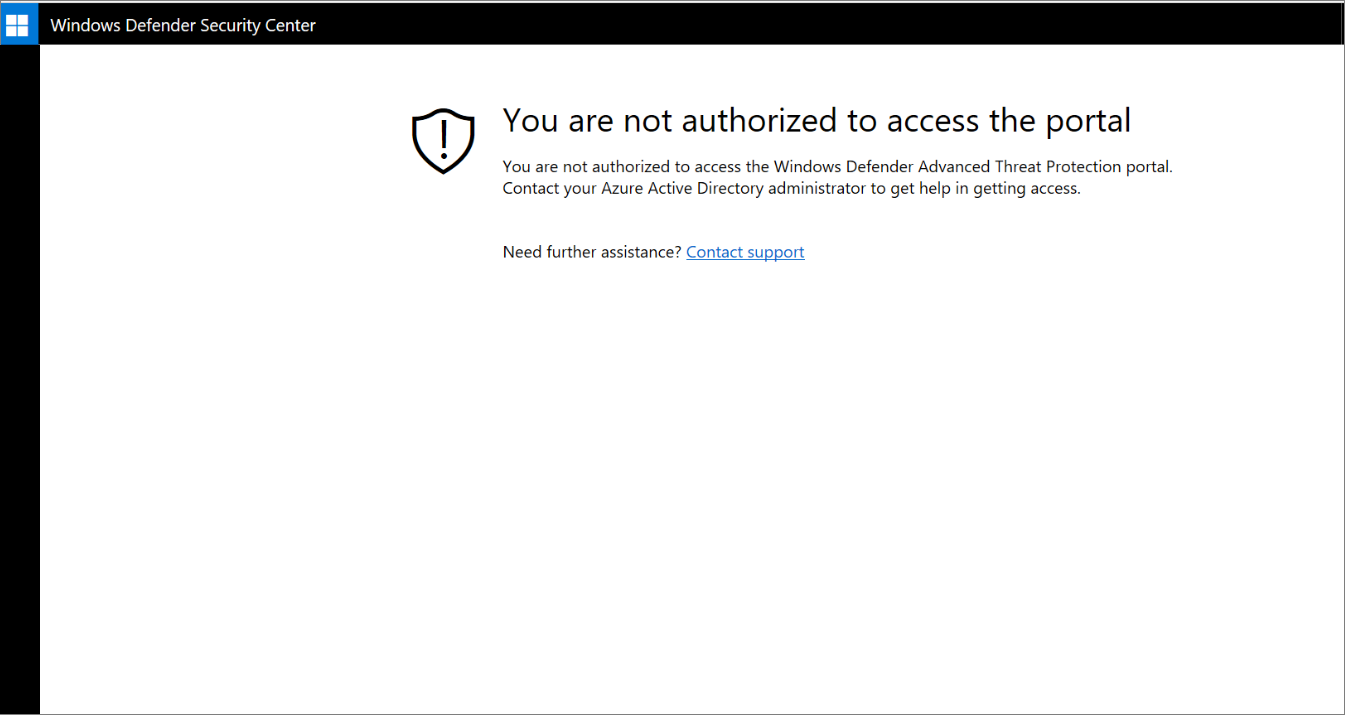 Windows Defender Security Center
You are not authorized to access the portal
You are not authorized to access the Windows Defender Advanced Threat Protection portal.
Contact your Azure Active Directory administrator to get help in getting access.
Need further assistance? Contact support